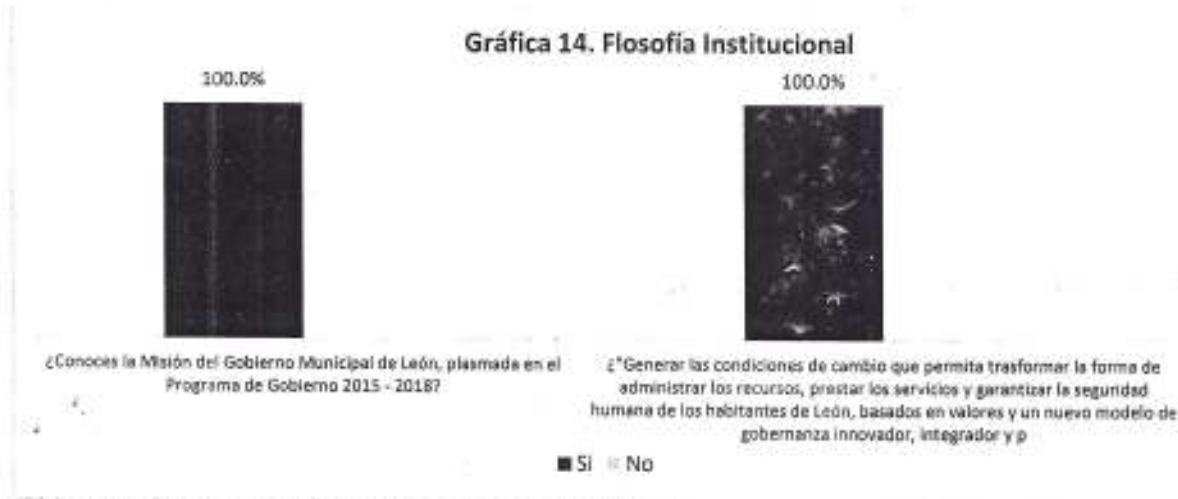 Gráfica 14. Flosofía Institucional
100.0%
100.0%
¿Conoces la Misión del Gobierno Municipal de León, plasmada en el
Programa de Gobierno 2015 - 2018?
¿"Generar las condiciones de cambio que permita trasformar la forma de
administrar los recursos, prestar los servicios y garantizar la seguridad
humana de los habitantes de León, basados en valores y un nuevo modelo de
gobernanza innovador, integrador y p
Si No